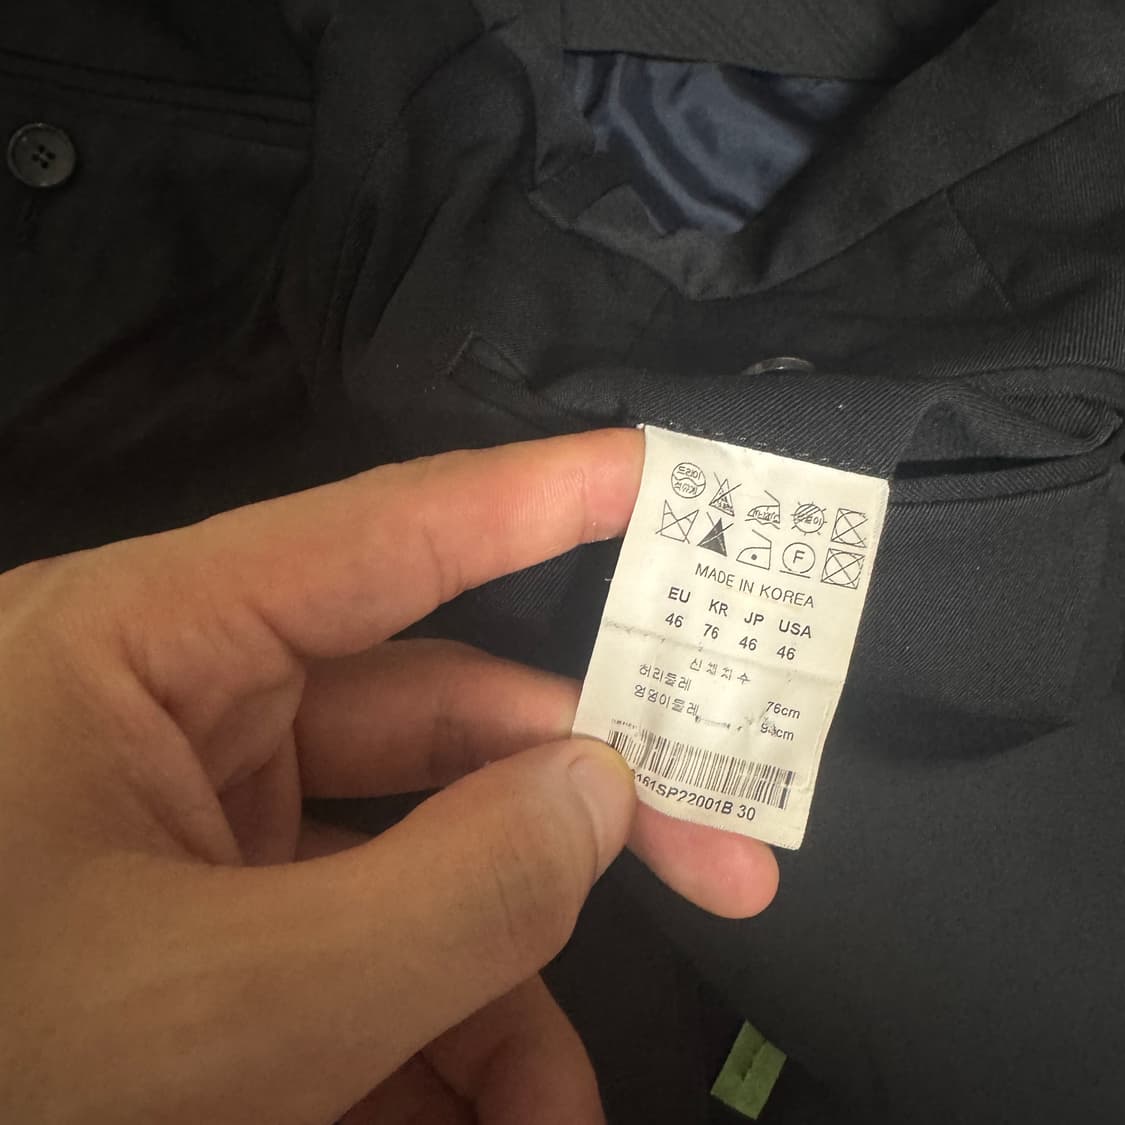 드라이
MADE IN KOREA
EU KR JP USA
46 76 46 46
신체치수
허리둘레 76cm
엉덩이둘레
161SP22001B 30
F